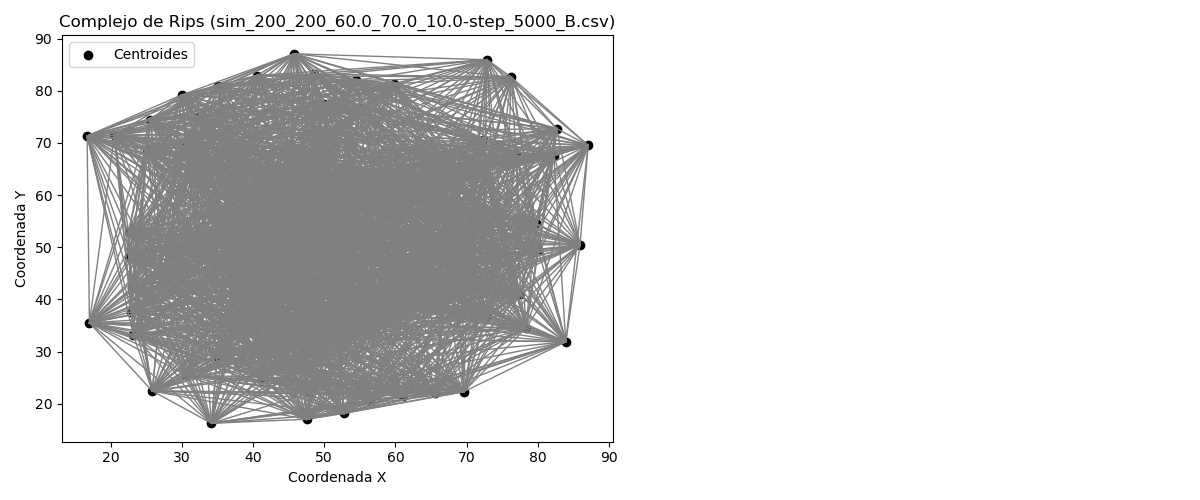 Complejo de Rips (sim_200_200_60.0_70.0_10.0-step_5000_B.csv)
Centroides
90
80
70
60
50
40
30
20
Coordenada Y
20 30 40 50 60 70 80 90
Coordenada X